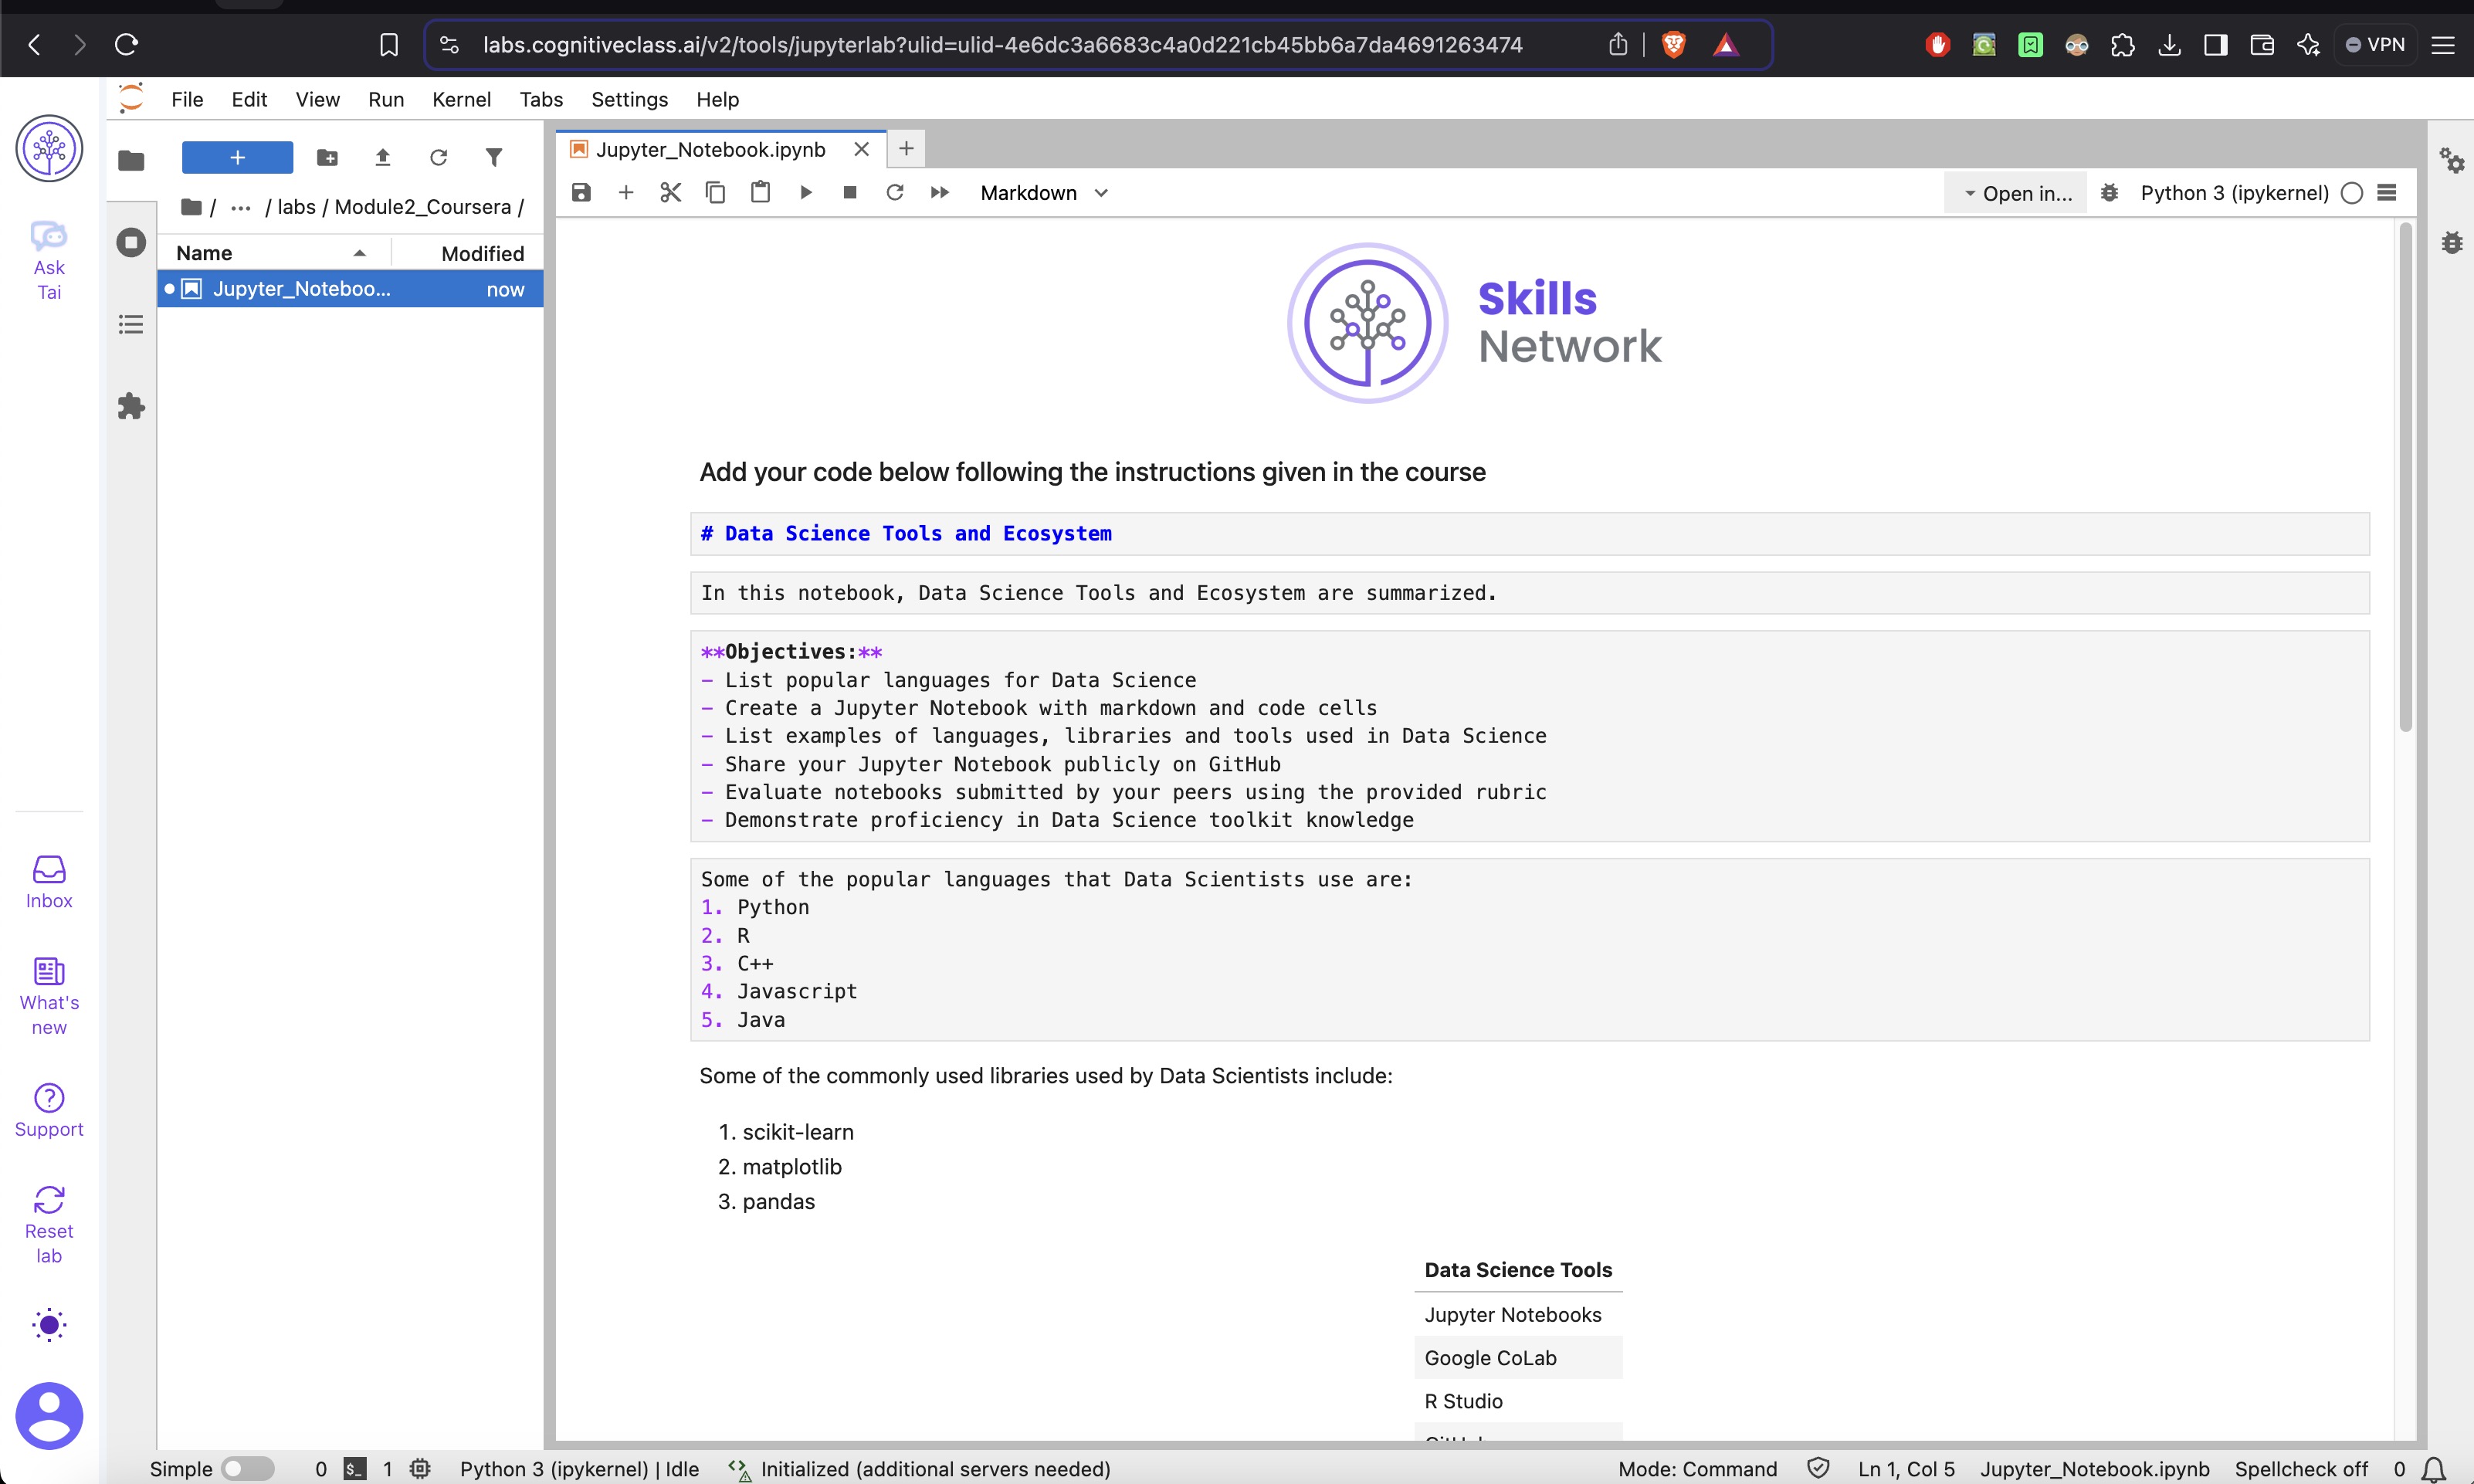 labs.cognitiveclass.ai/v2/tools/jupyterlab?ulid=ulid-4e6dc3a6683c4a0d221cb45bb6a7da4691263474
VPN
File Edit View Run Kernel Tabs Settings Help
Ask
Tai
Inbox
What's
new
Support
Reset
lab
+
/ ··· / labs / Module2_Coursera /
Name Modified
Jupyter_Noteboo... now
Jupyter_Notebook.ipynb
Markdown
Open in...
Python 3 (ipykernel)
Skills
Network
Add your code below following the instructions given in the course
# Data Science Tools and Ecosystem
In this notebook, Data Science Tools and Ecosystem are summarized.
**Objectives:**
- List popular languages for Data Science
- Create a Jupyter Notebook with markdown and code cells
- List examples of languages, libraries and tools used in Data Science
- Share your Jupyter Notebook publicly on GitHub
- Evaluate notebooks submitted by your peers using the provided rubric
- Demonstrate proficiency in Data Science toolkit knowledge
Some of the popular languages that Data Scientists use are:
1. Python
2. R
3. C++
4. Javascript
5. Java
Some of the commonly used libraries used by Data Scientists include:
1. scikit-learn
2. matplotlib
3. pandas
Data Science Tools
Jupyter Notebooks
Google CoLab
R Studio
Simple 0 $_ 1 Python 3 (ipykernel) | Idle Initialized (additional servers needed) Mode: Command Ln 1, Col 5 Jupyter_Notebook.ipynb Spellcheck off 0